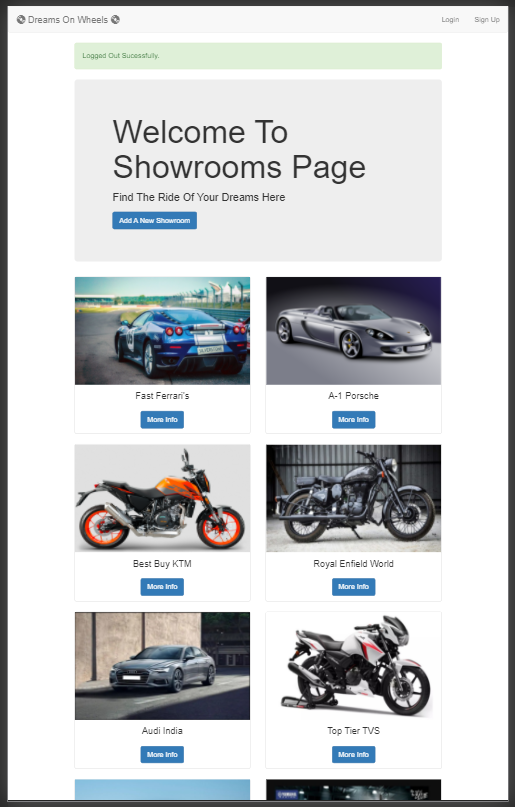 Dreams On Wheels
Login
Sign Up
Logged Out Sucessfully.
Welcome To
Showrooms Page
Find The Ride Of Your Dreams Here
Add A New Showroom
Fast Ferrari's
More Info
A-1 Porsche
More Info
Best Buy KTM
More Info
Royal Enfield World
More Info
Audi India
More Info
Top Tier TVS
More Info
YAMAHA